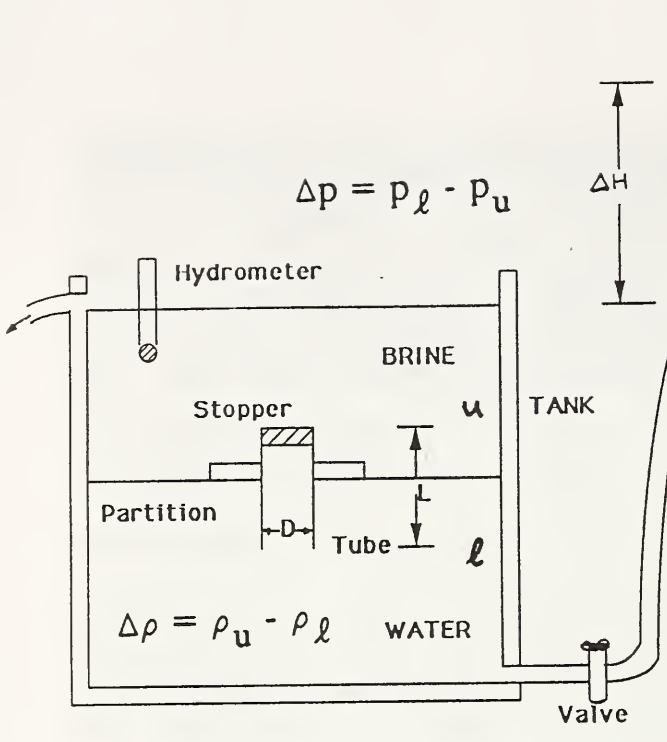 ΔH
Δp = p_ℓ - p_u
Hydrometer
BRINE
Stopper
u
TANK
Partition
L
D
Tube
ℓ
Δρ = ρ_u - ρ_ℓ
WATER
Valve